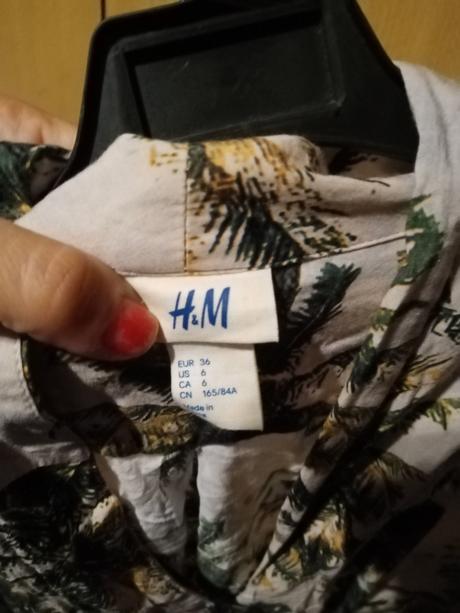 H&M
EUR 36
US 6
CA 6
CN 165/84A
Made in